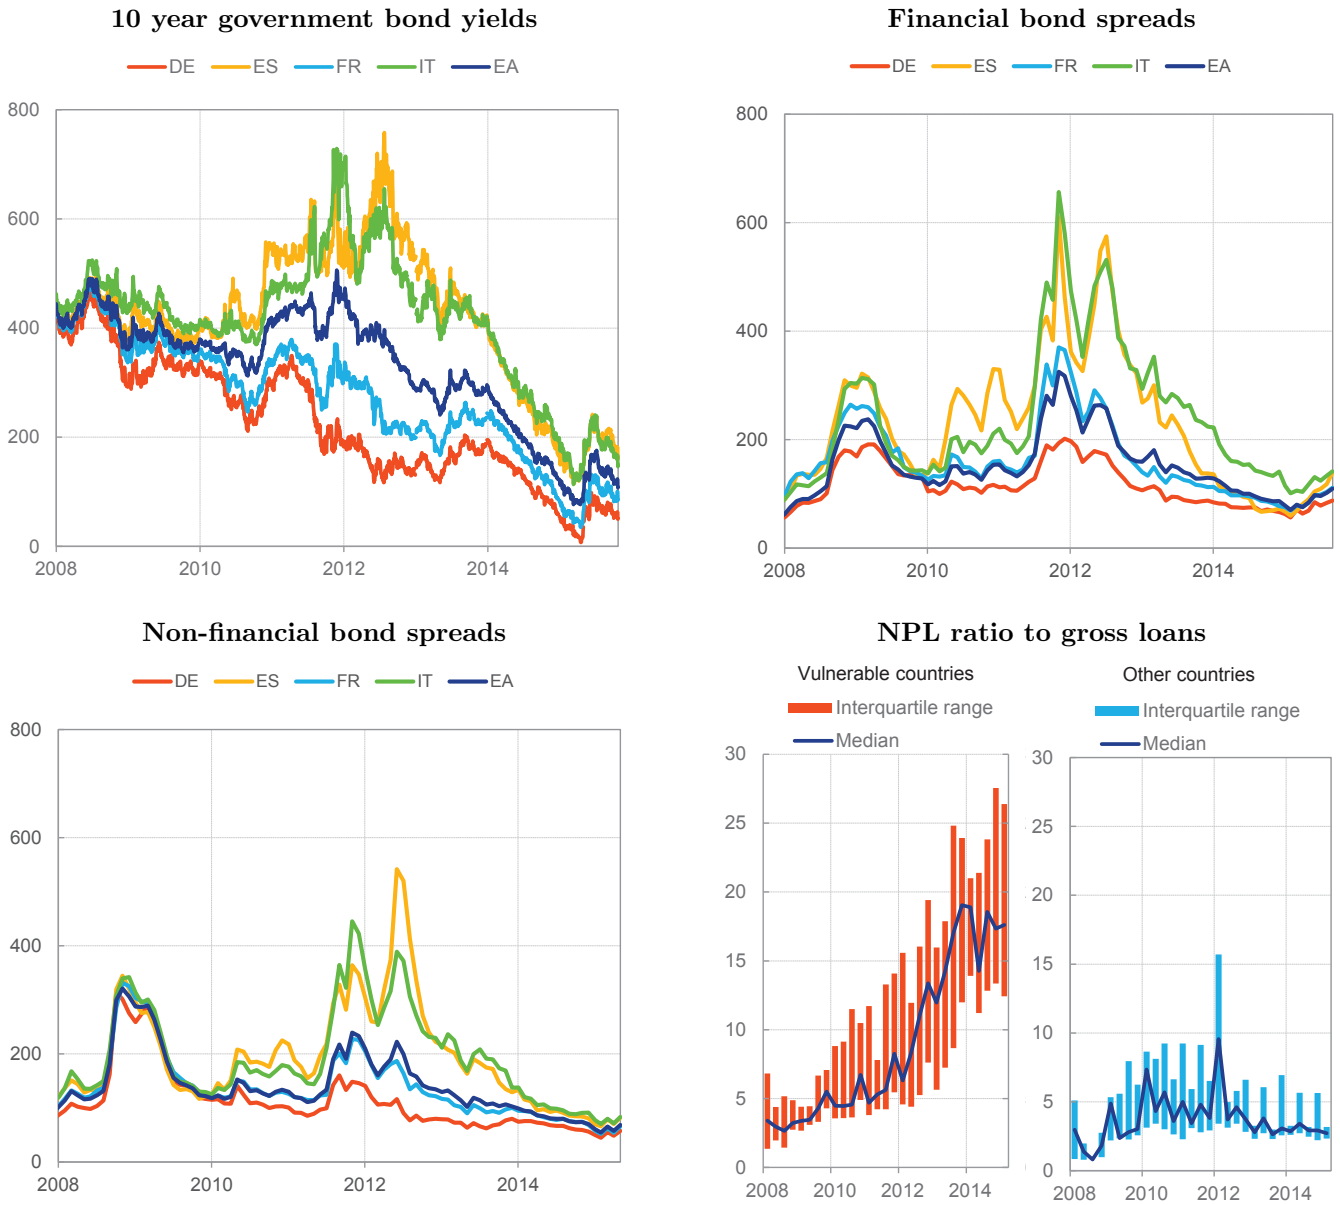 10 year government bond yields
DE ES FR IT EA
800
600
400
200
0
2008 2010 2012 2014
Financial bond spreads
DE ES FR IT EA
800
600
400
200
0
2008 2010 2012 2014
Non-financial bond spreads
DE ES FR IT EA
800
600
400
200
0
2008 2010 2012 2014
NPL ratio to gross loans
Vulnerable countries
Interquartile range
Median
30
25
20
15
10
5
0
2008 2010 2012 2014
Other countries
Interquartile range
Median
30
25
20
15
10
5
0
2008 2010 2012 2014